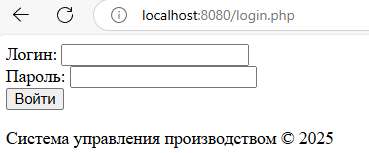 localhost:8080/login.php
Логин:
Пароль:
Войти
Система управления производством © 2025